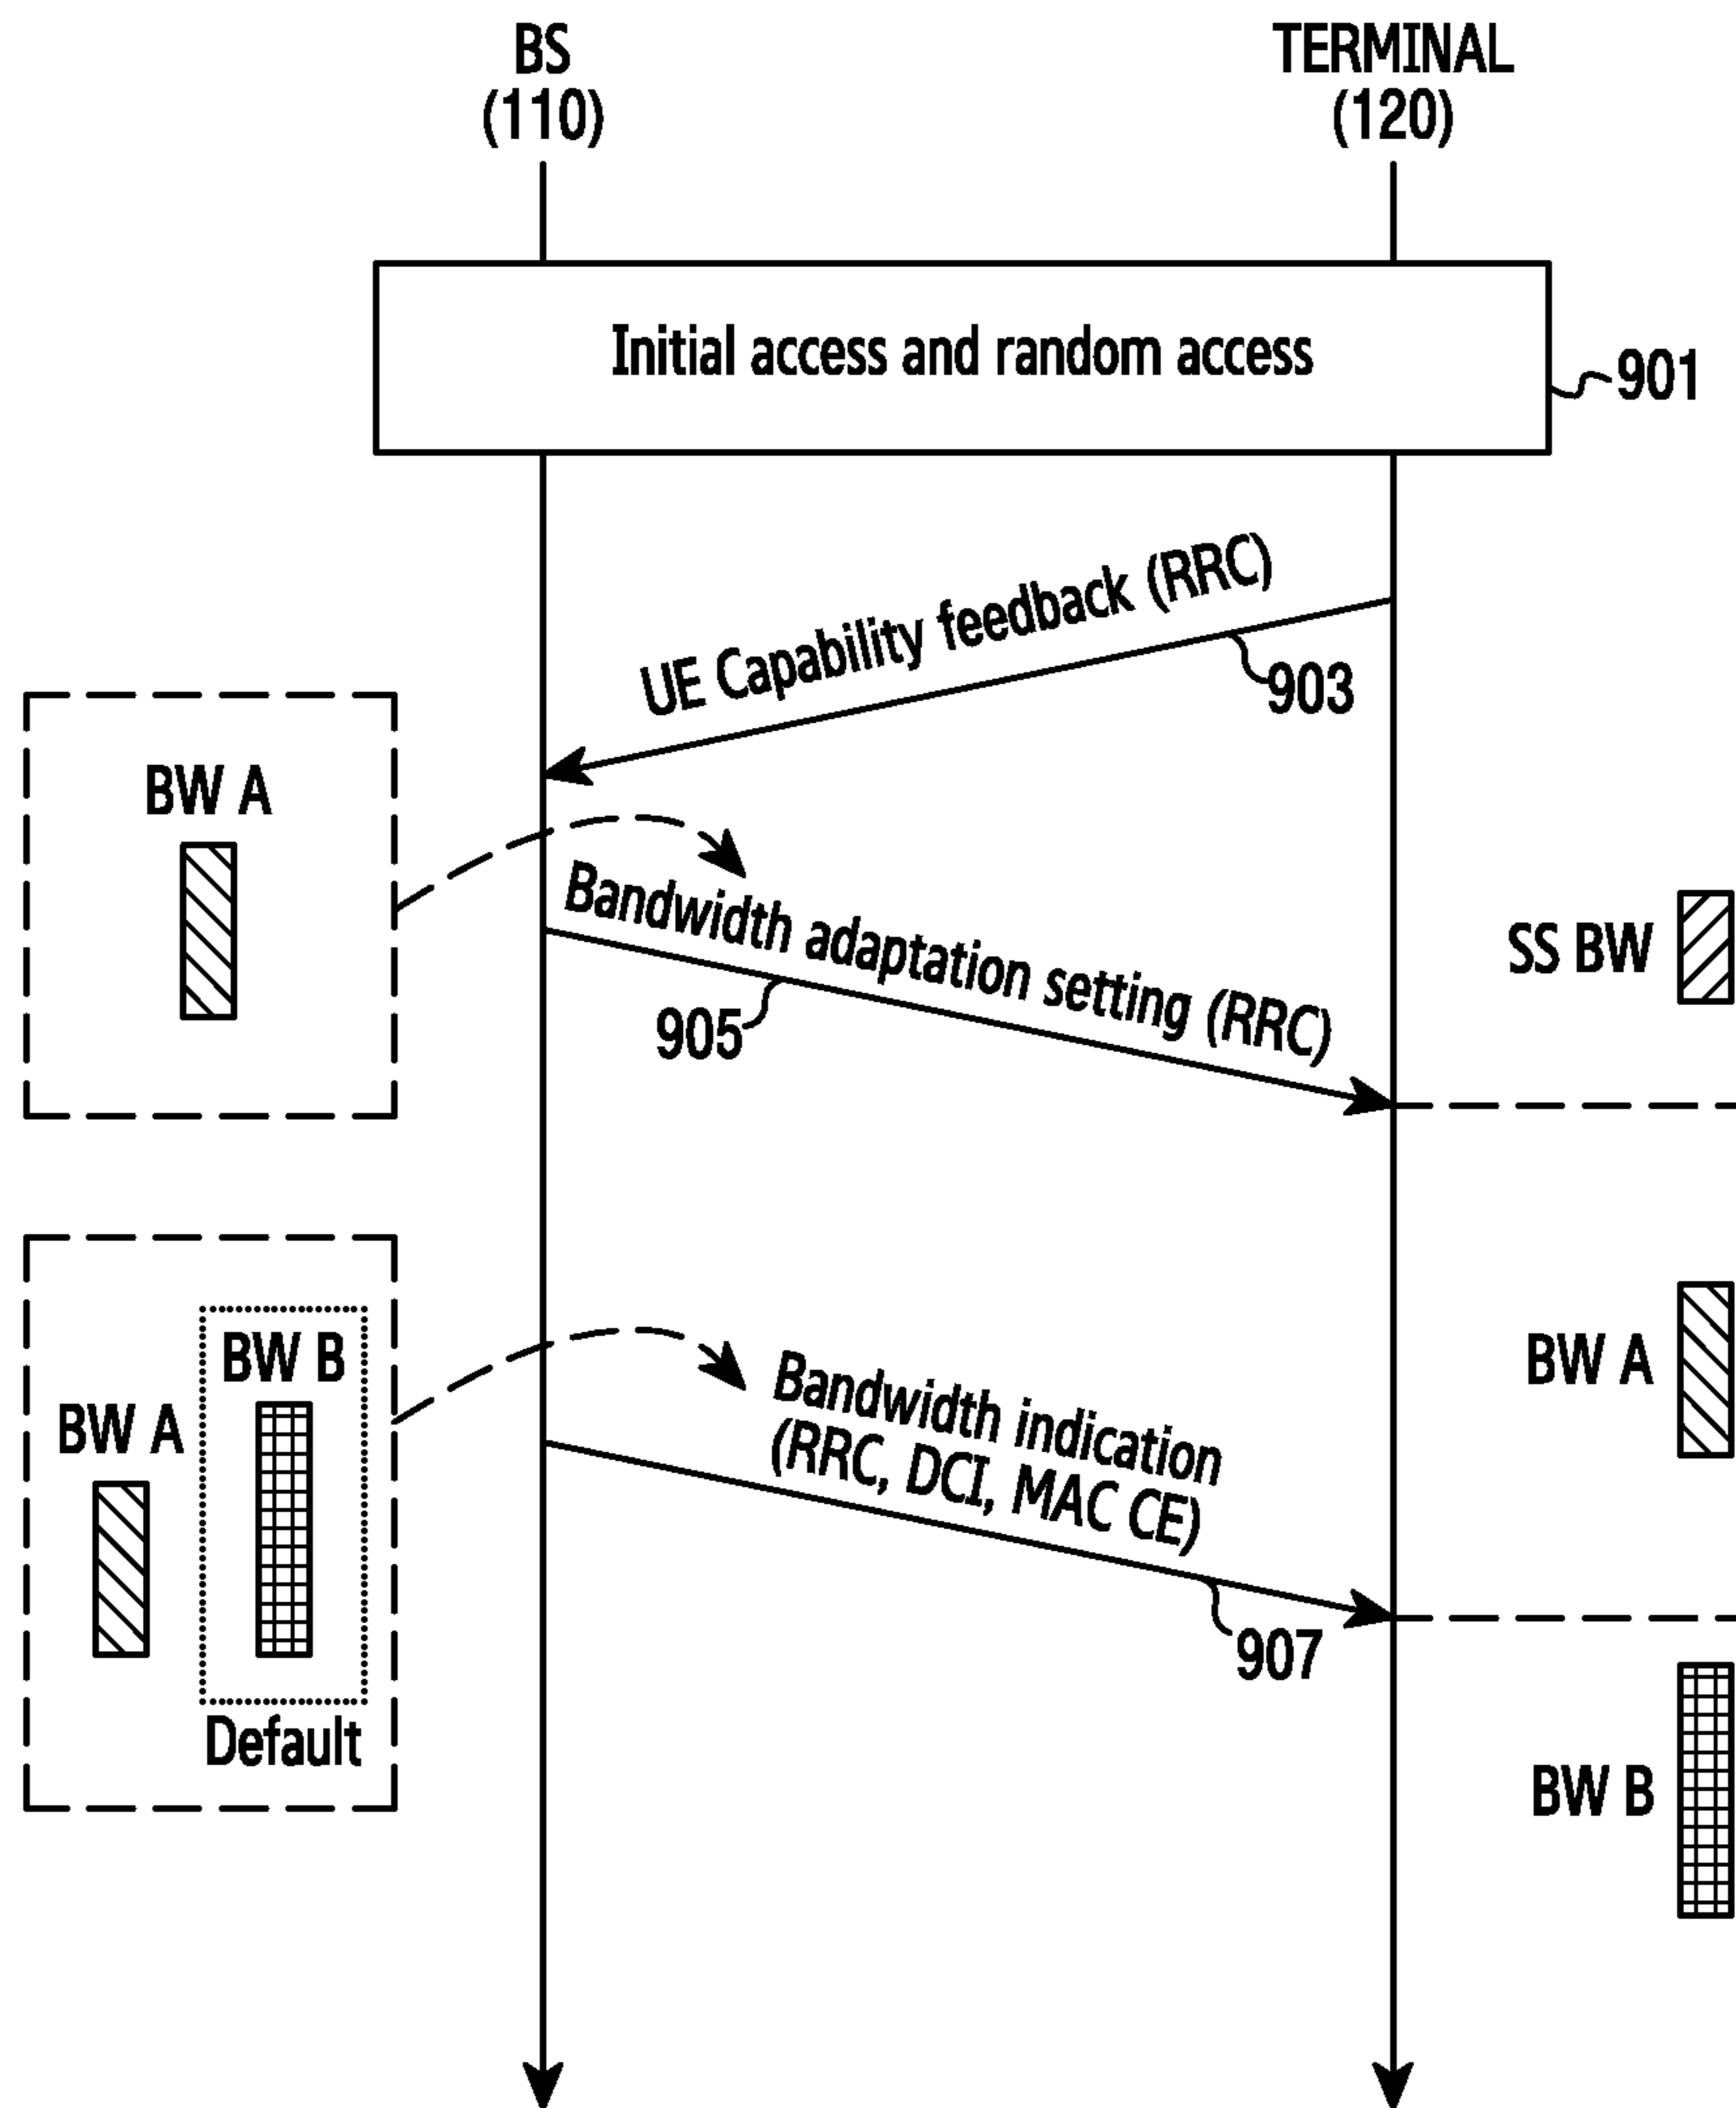 BS
(110)
TERMINAL
(120)
Initial access and random access
901
UE Capability feedback (RRC)
903
BW A
Bandwidth adaptation setting (RRC)
905
SS BW
BW A
BW B
Default
BW A
Bandwidth indication
(RRC, DCI, MAC CE)
907
BW B